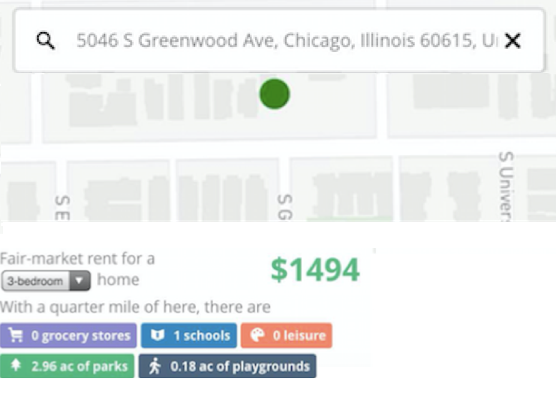 5046 S Greenwood Ave, Chicago, Illinois 60615, U
S E
S G
S Univer
Fair-market rent for a
3-bedroom home
$1494
With a quarter mile of here, there are
0 grocery stores 1 schools 0 leisure
2.96 ac of parks 0.18 ac of playgrounds